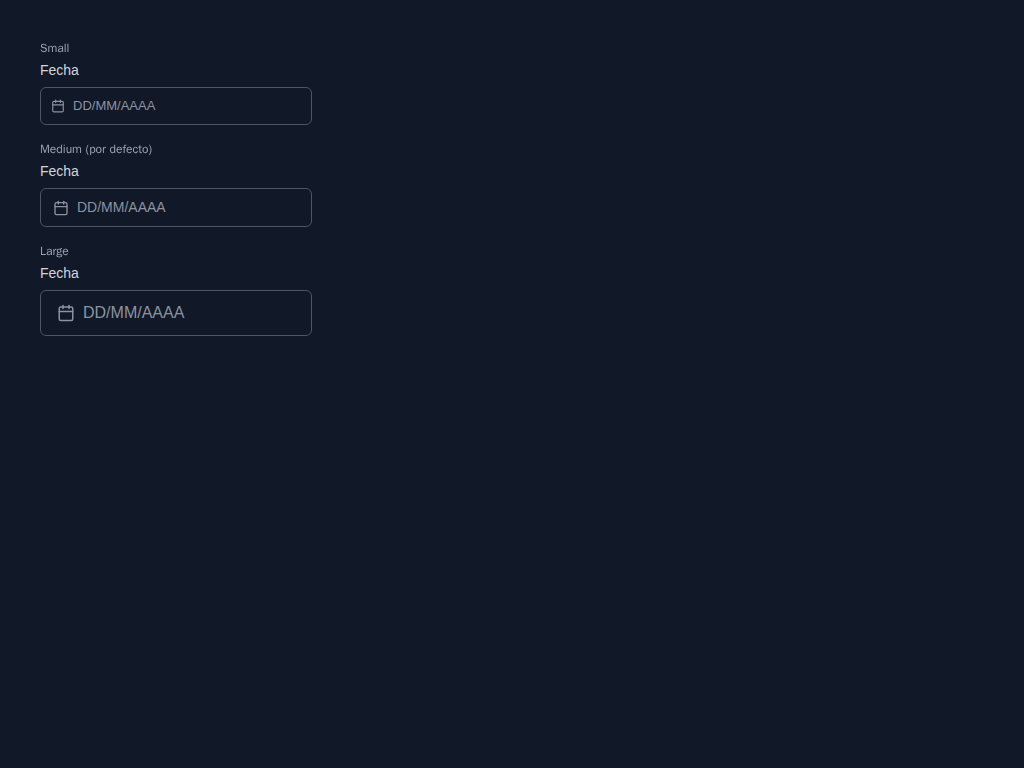 Small
Fecha
DD/MM/AAAA
Medium (por defecto)
Fecha
DD/MM/AAAA
Large
Fecha
DD/MM/AAAA